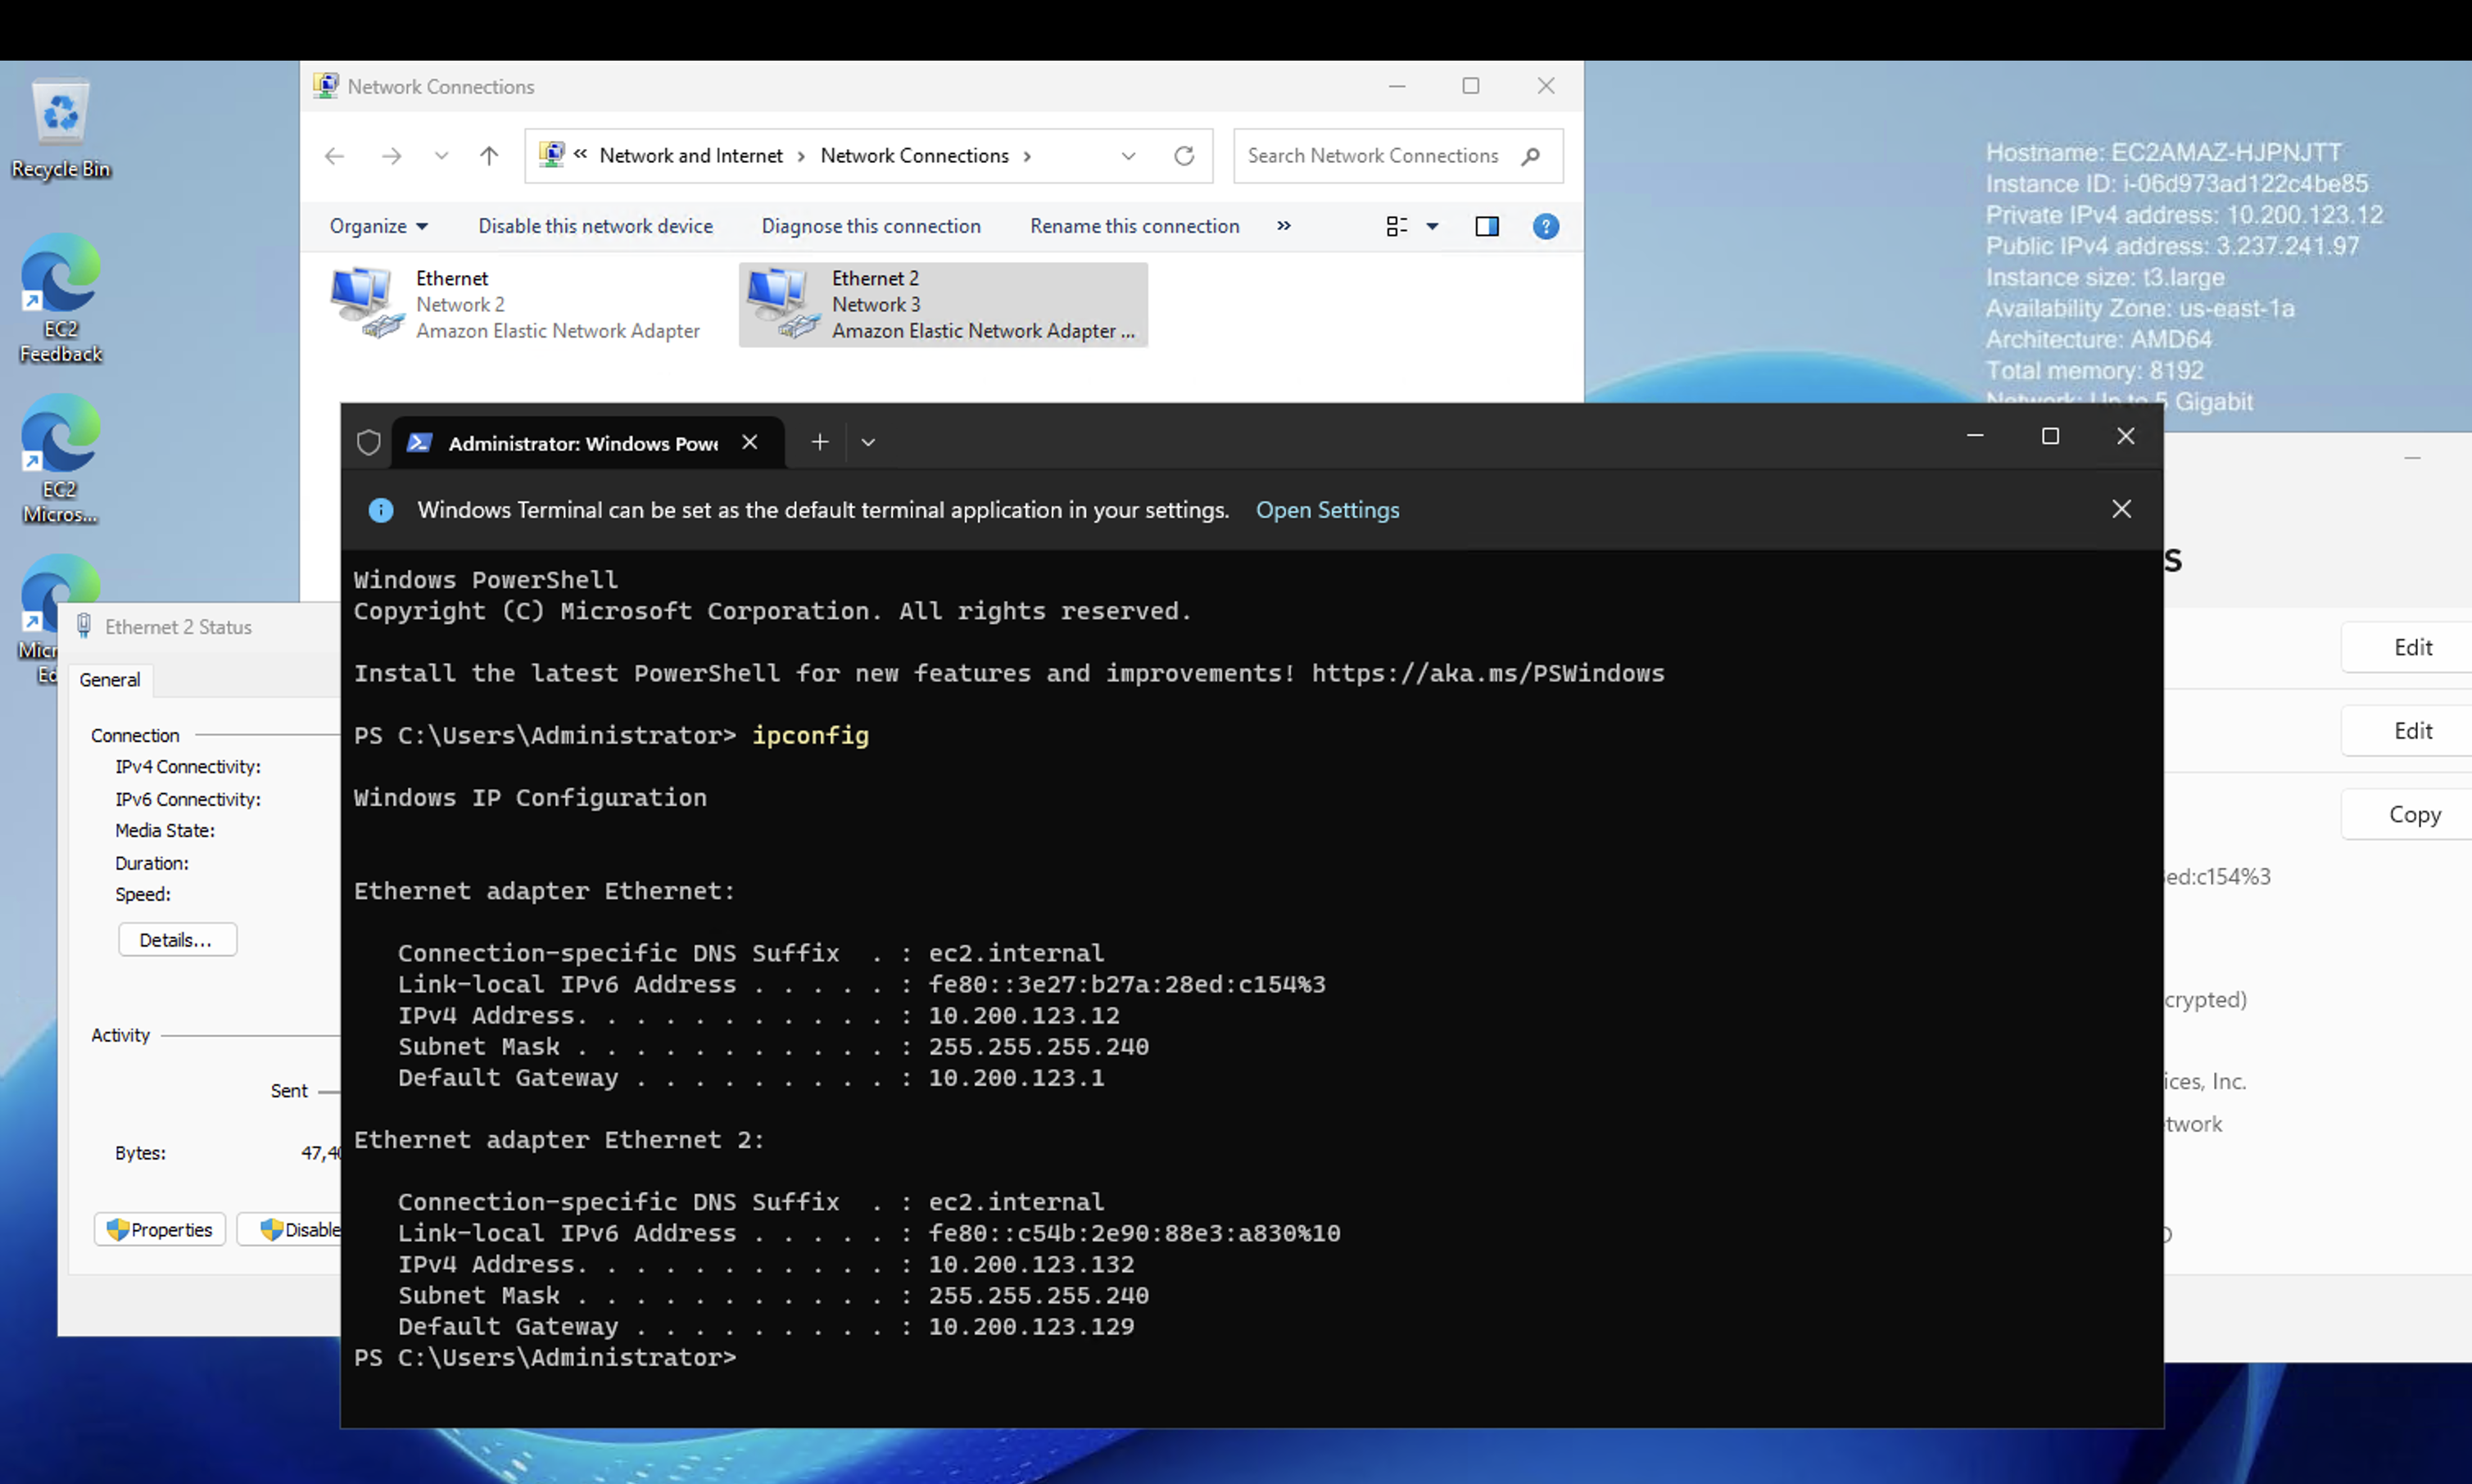 Recycle Bin
EC2
Feedback
EC2
Micros...
Network Connections
« Network and Internet › Network Connections ›
Search Network Connections
Organize
Disable this network device
Diagnose this connection
Rename this connection
»
Ethernet
Network 2
Amazon Elastic Network Adapter
Ethernet 2
Network 3
Amazon Elastic Network Adapter ...
Hostname: EC2AMAZ-HJPNJTT
Instance ID: i-06d973ad122c4be85
Private IPv4 address: 10.200.123.12
Public IPv4 address: 3.237.241.97
Instance size: t3.large
Availability Zone: us-east-1a
Architecture: AMD64
Total memory: 8192
Network: Up to 5 Gigabit
Administrator: Windows Powe
Windows Terminal can be set as the default terminal application in your settings. Open Settings
Windows PowerShell
Copyright (C) Microsoft Corporation. All rights reserved.
Install the latest PowerShell for new features and improvements! https://aka.ms/PSWindows
PS C:\Users\Administrator> ipconfig
Windows IP Configuration
Ethernet adapter Ethernet:
Connection-specific DNS Suffix . : ec2.internal
Link-local IPv6 Address . . . . . : fe80::3e27:b27a:28ed:c154%3
IPv4 Address. . . . . . . . . . . : 10.200.123.12
Subnet Mask . . . . . . . . . . . : 255.255.255.240
Default Gateway . . . . . . . . . : 10.200.123.1
Ethernet adapter Ethernet 2:
Connection-specific DNS Suffix . : ec2.internal
Link-local IPv6 Address . . . . . : fe80::c54b:2e90:88e3:a830%10
IPv4 Address. . . . . . . . . . . : 10.200.123.132
Subnet Mask . . . . . . . . . . . : 255.255.255.240
Default Gateway . . . . . . . . . : 10.200.123.129
PS C:\Users\Administrator>
Micr
Ed
Ethernet 2 Status
General
Connection
IPv4 Connectivity:
IPv6 Connectivity:
Media State:
Duration:
Speed:
Details...
Activity
Sent
Bytes: 47,40
Properties
Disable
s
Edit
Edit
Copy
ed:c154%3
crypted)
ices, Inc.
twork